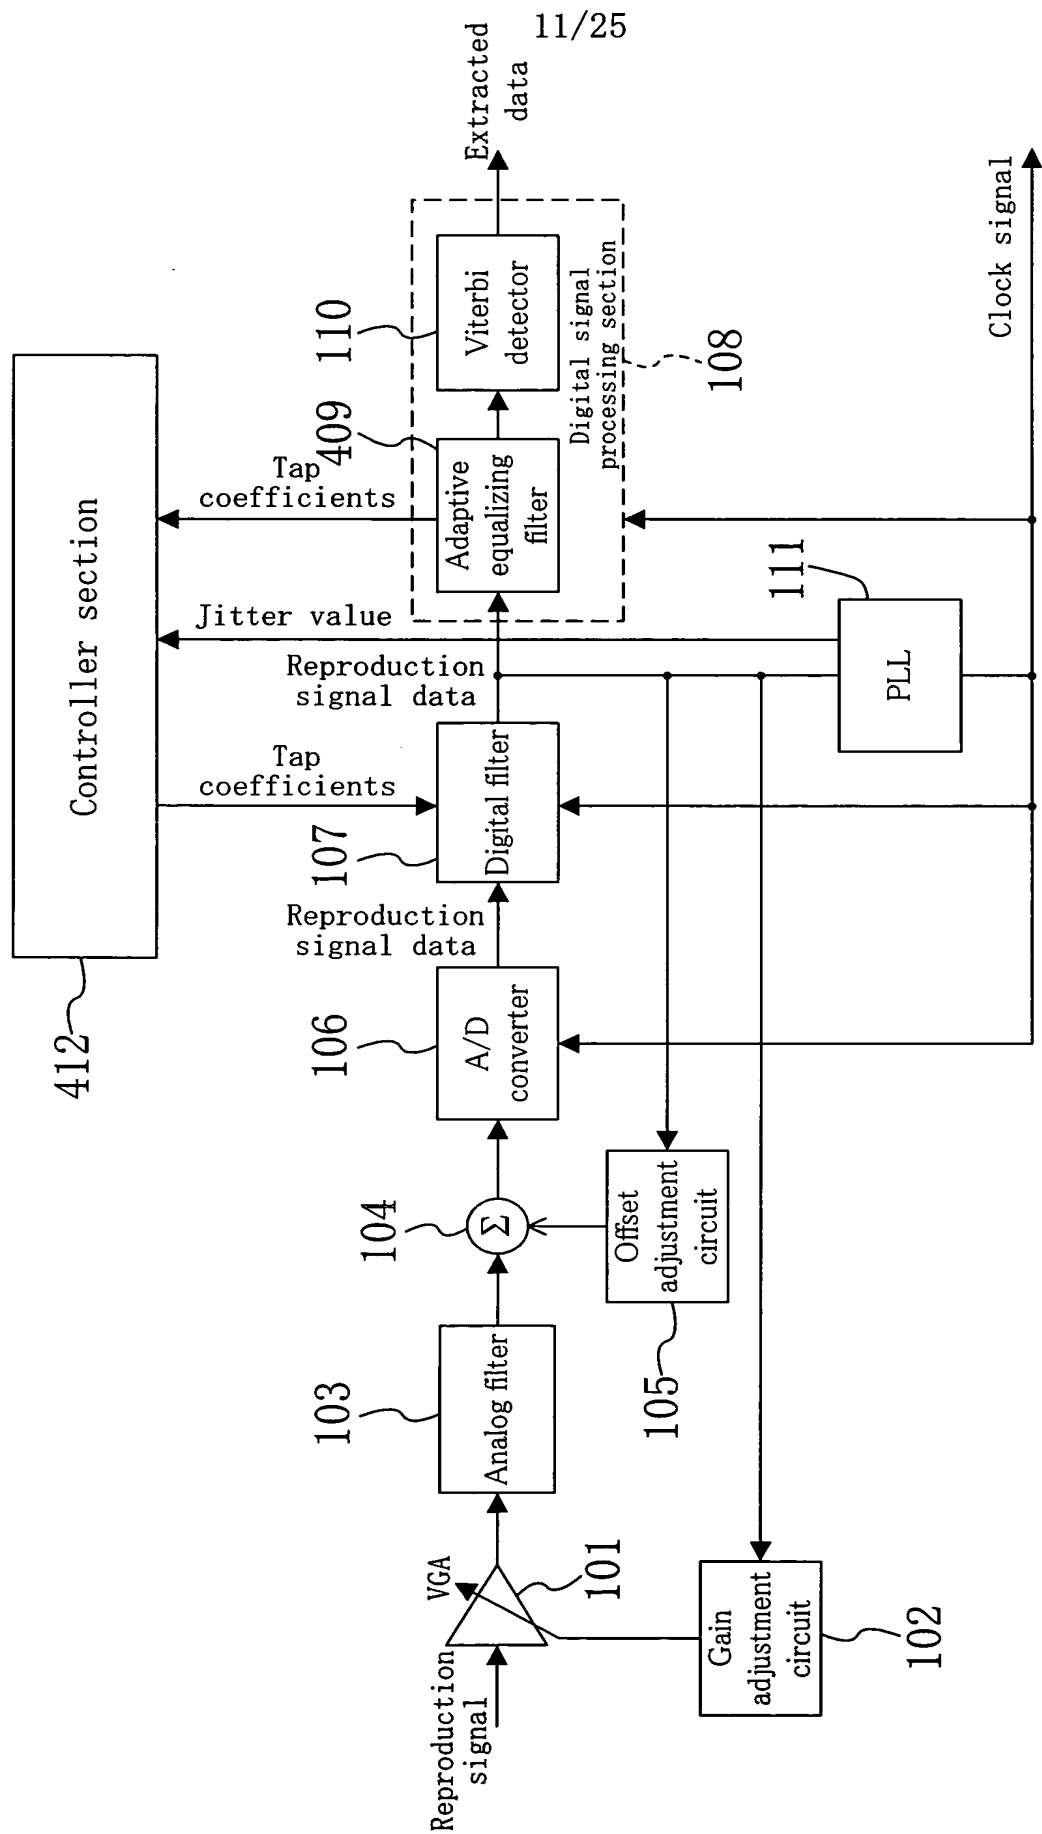 11/25
412
Controller section
Tap
coefficients
Jitter value
Tap
coefficients
Reproduction
signal
VGA
101
103
Analog filter
104
Σ
106
A/D
converter
Reproduction
signal data
107
Digital filter
Reproduction
signal data
409
Adaptive
equalizing
filter
110
Viterbi
detector
Digital signal
processing section
108
Extracted
data
105
Offset
adjustment
circuit
102
Gain
adjustment
circuit
111
PLL
Clock signal